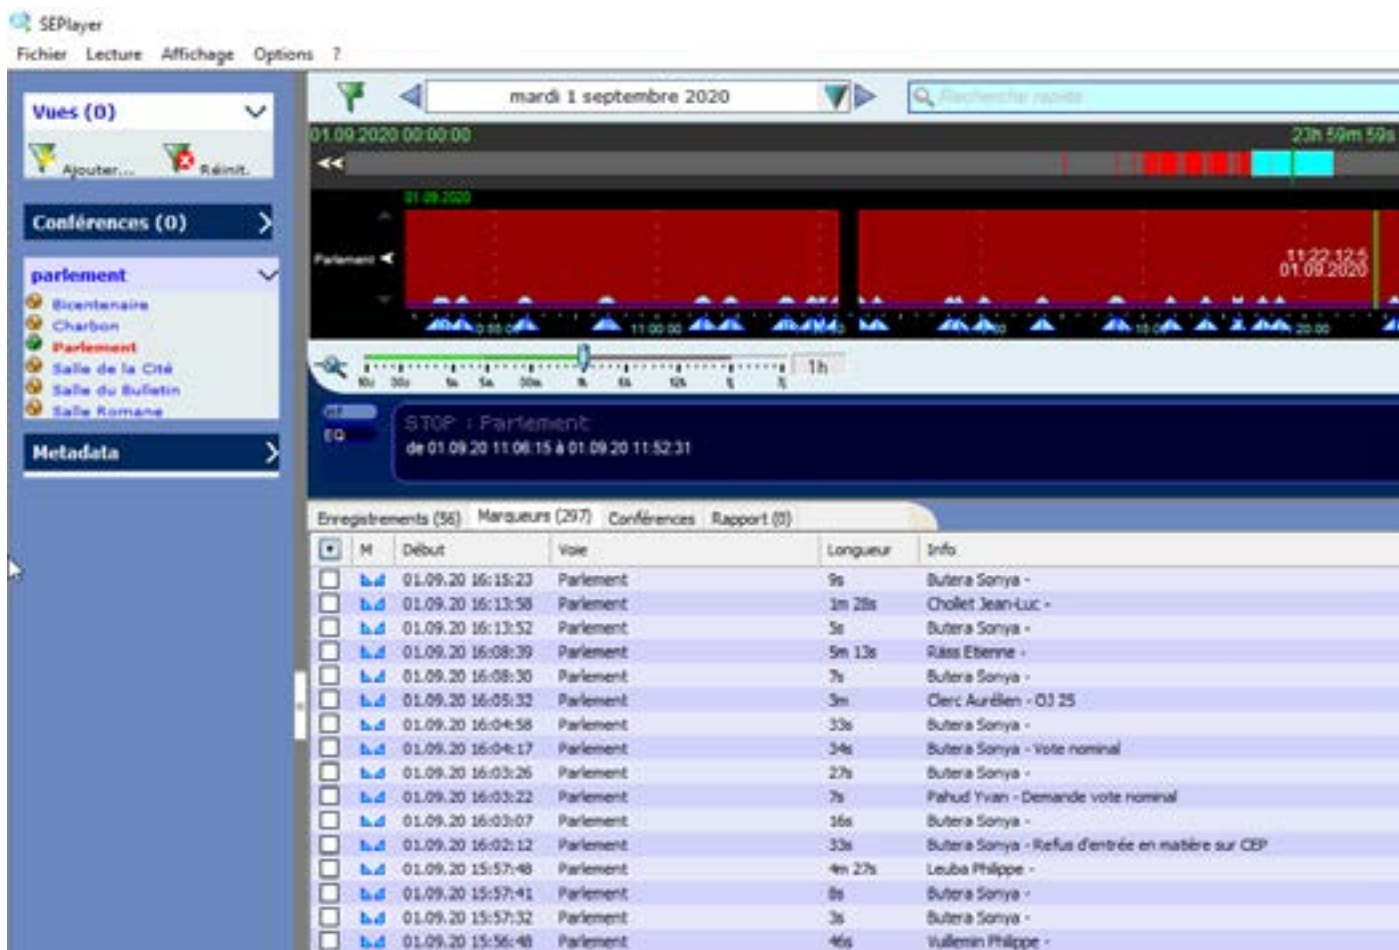 SEPlayer
Fichier Lecture Affichage Options ?
Vues (0)
Ajouter...
Réinit.
Conférences (0)
parlement
Bicentenaire
Charbon
Parlement
Salle de la Cité
Salle du Bulletin
Salle Romane
Metadata
mardi 1 septembre 2020
Recherche rapide
01.09.2020 00:00:00
23h 59m 59s
01.09.2020
Parlement
11:22:12.5
01.09.2020
11:00:00
1h
EQ
STOP : Parlement
de 01.09.20 11:06:15 à 01.09.20 11:52:31
Enregistrements (56) Marqueurs (297) Conférences Rapport (0)
M Début Voie Longueur Info
01.09.20 16:15:23 Parlement 9s Butera Sonya -
01.09.20 16:13:58 Parlement 1m 28s Chollet Jean-Luc -
01.09.20 16:13:52 Parlement 5s Butera Sonya -
01.09.20 16:08:39 Parlement 5m 13s Räss Etienne -
01.09.20 16:08:30 Parlement 7s Butera Sonya -
01.09.20 16:05:32 Parlement 3m Clerc Aurélien - OJ 25
01.09.20 16:04:58 Parlement 33s Butera Sonya -
01.09.20 16:04:17 Parlement 34s Butera Sonya - Vote nominal
01.09.20 16:03:26 Parlement 27s Butera Sonya -
01.09.20 16:03:22 Parlement 7s Pahud Yvan - Demande vote nominal
01.09.20 16:03:07 Parlement 16s Butera Sonya -
01.09.20 16:02:12 Parlement 33s Butera Sonya - Refus d'entrée en matière sur CEP
01.09.20 15:57:48 Parlement 4m 27s Leuba Philippe -
01.09.20 15:57:41 Parlement 8s Butera Sonya -
01.09.20 15:57:32 Parlement 3s Butera Sonya -
01.09.20 15:56:48 Parlement 46s Vuillemin Philippe -